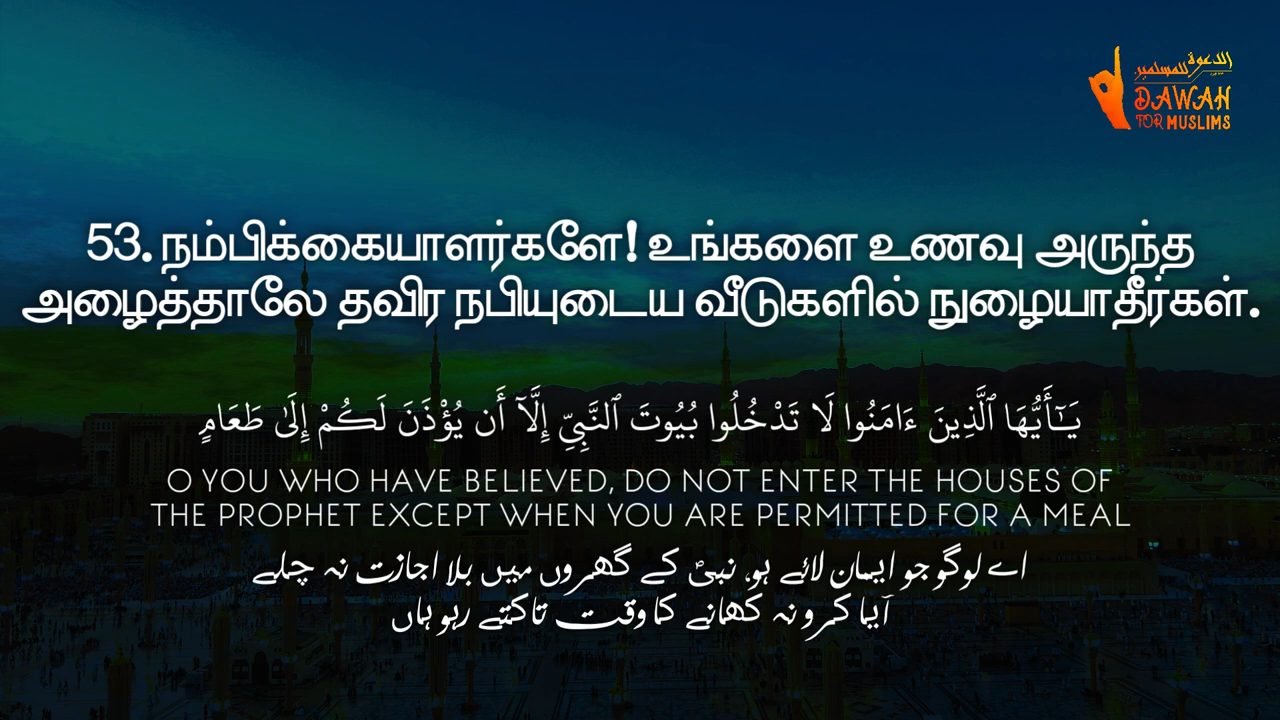 الدعوة للمسلمين
DAWAH
FOR MUSLIMS
53. நம்பிக்கையாளர்களே! உங்களை உணவு அருந்த
அழைத்தாலே தவிர நபியுடைய வீடுகளில் நுழையாதீர்கள்.
يَـٰٓأَيُّهَا ٱلَّذِينَ ءَامَنُوا لَا تَدْخُلُوا بُيُوتَ ٱلنَّبِىِّ إِلَّآ أَن يُؤْذَنَ لَكُمْ إِلَىٰ طَعَامٍ
O YOU WHO HAVE BELIEVED, DO NOT ENTER THE HOUSES OF
THE PROPHET EXCEPT WHEN YOU ARE PERMITTED FOR A MEAL
اے لوگو جو ایمان لائے ہو، نبیؐ کے گھروں میں بلا اجازت نہ چلے
آیا کرو نہ کھانے کا وقت تاکتے رہو ہاں